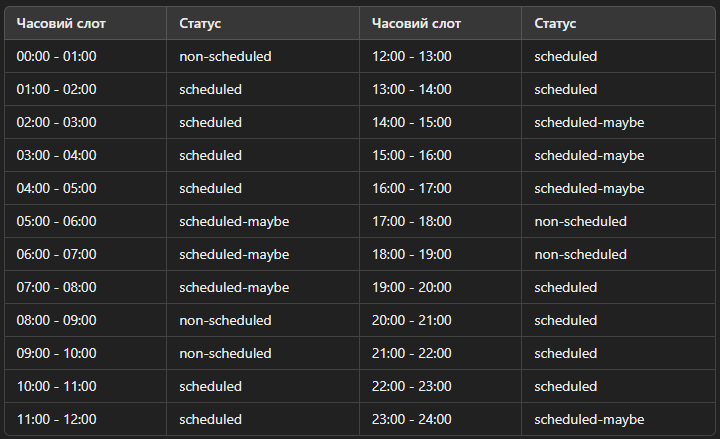 Часовий слот Статус Часовий слот Статус
00:00 - 01:00 non-scheduled 12:00 - 13:00 scheduled
01:00 - 02:00 scheduled 13:00 - 14:00 scheduled
02:00 - 03:00 scheduled 14:00 - 15:00 scheduled-maybe
03:00 - 04:00 scheduled 15:00 - 16:00 scheduled-maybe
04:00 - 05:00 scheduled 16:00 - 17:00 scheduled-maybe
05:00 - 06:00 scheduled-maybe 17:00 - 18:00 non-scheduled
06:00 - 07:00 scheduled-maybe 18:00 - 19:00 non-scheduled
07:00 - 08:00 scheduled-maybe 19:00 - 20:00 scheduled
08:00 - 09:00 non-scheduled 20:00 - 21:00 scheduled
09:00 - 10:00 non-scheduled 21:00 - 22:00 scheduled
10:00 - 11:00 scheduled 22:00 - 23:00 scheduled
11:00 - 12:00 scheduled 23:00 - 24:00 scheduled-maybe